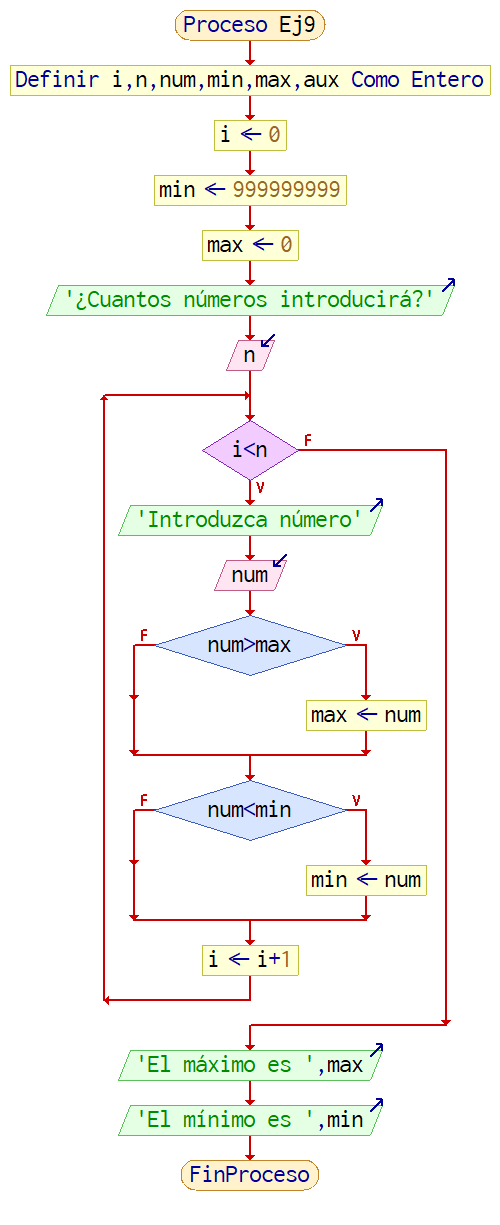 Proceso Ej9
Definir i,n,num,min,max,aux Como Entero
i ← 0
min ← 999999999
max ← 0
'¿Cuantos números introducirá?'
n
i<n
F
V
'Introduzca número'
num
F
num>max
V
max ← num
F
num<min
V
min ← num
i ← i+1
'El máximo es ',max
'El mínimo es ',min
FinProceso